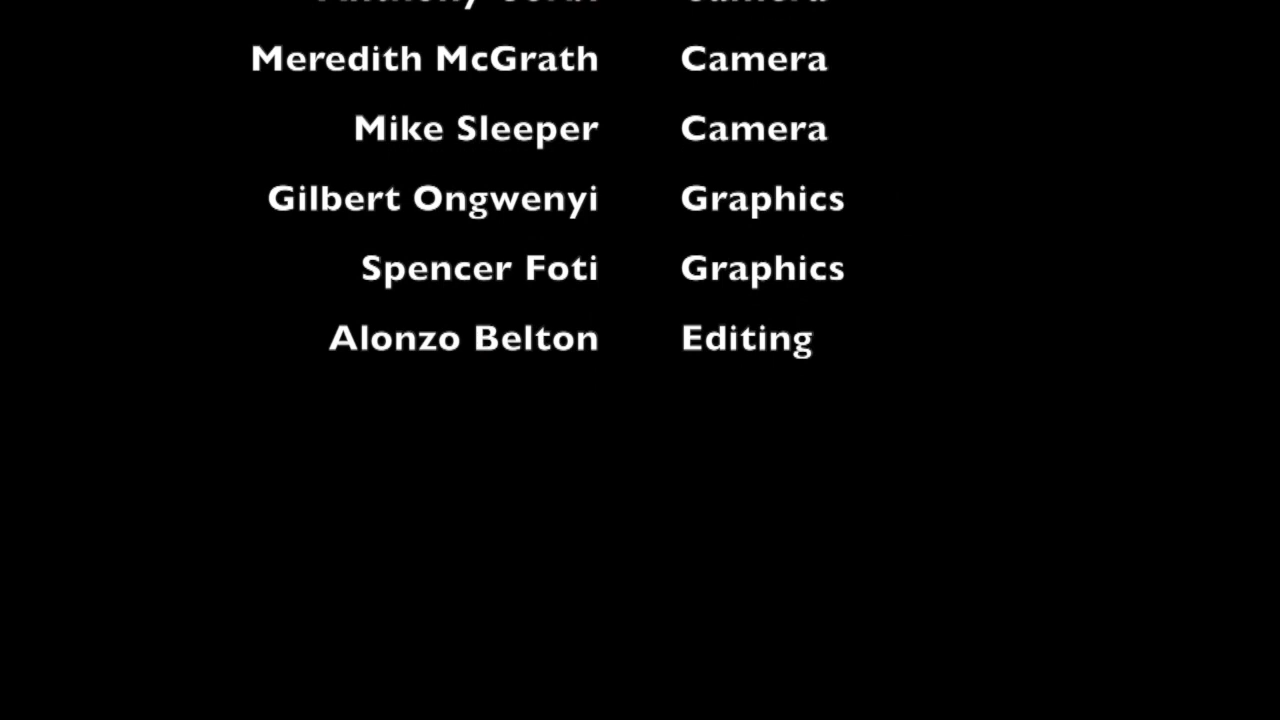 Meredith McGrath Camera
Mike Sleeper Camera
Gilbert Ongwenyi Graphics
Spencer Foti Graphics
Alonzo Belton Editing